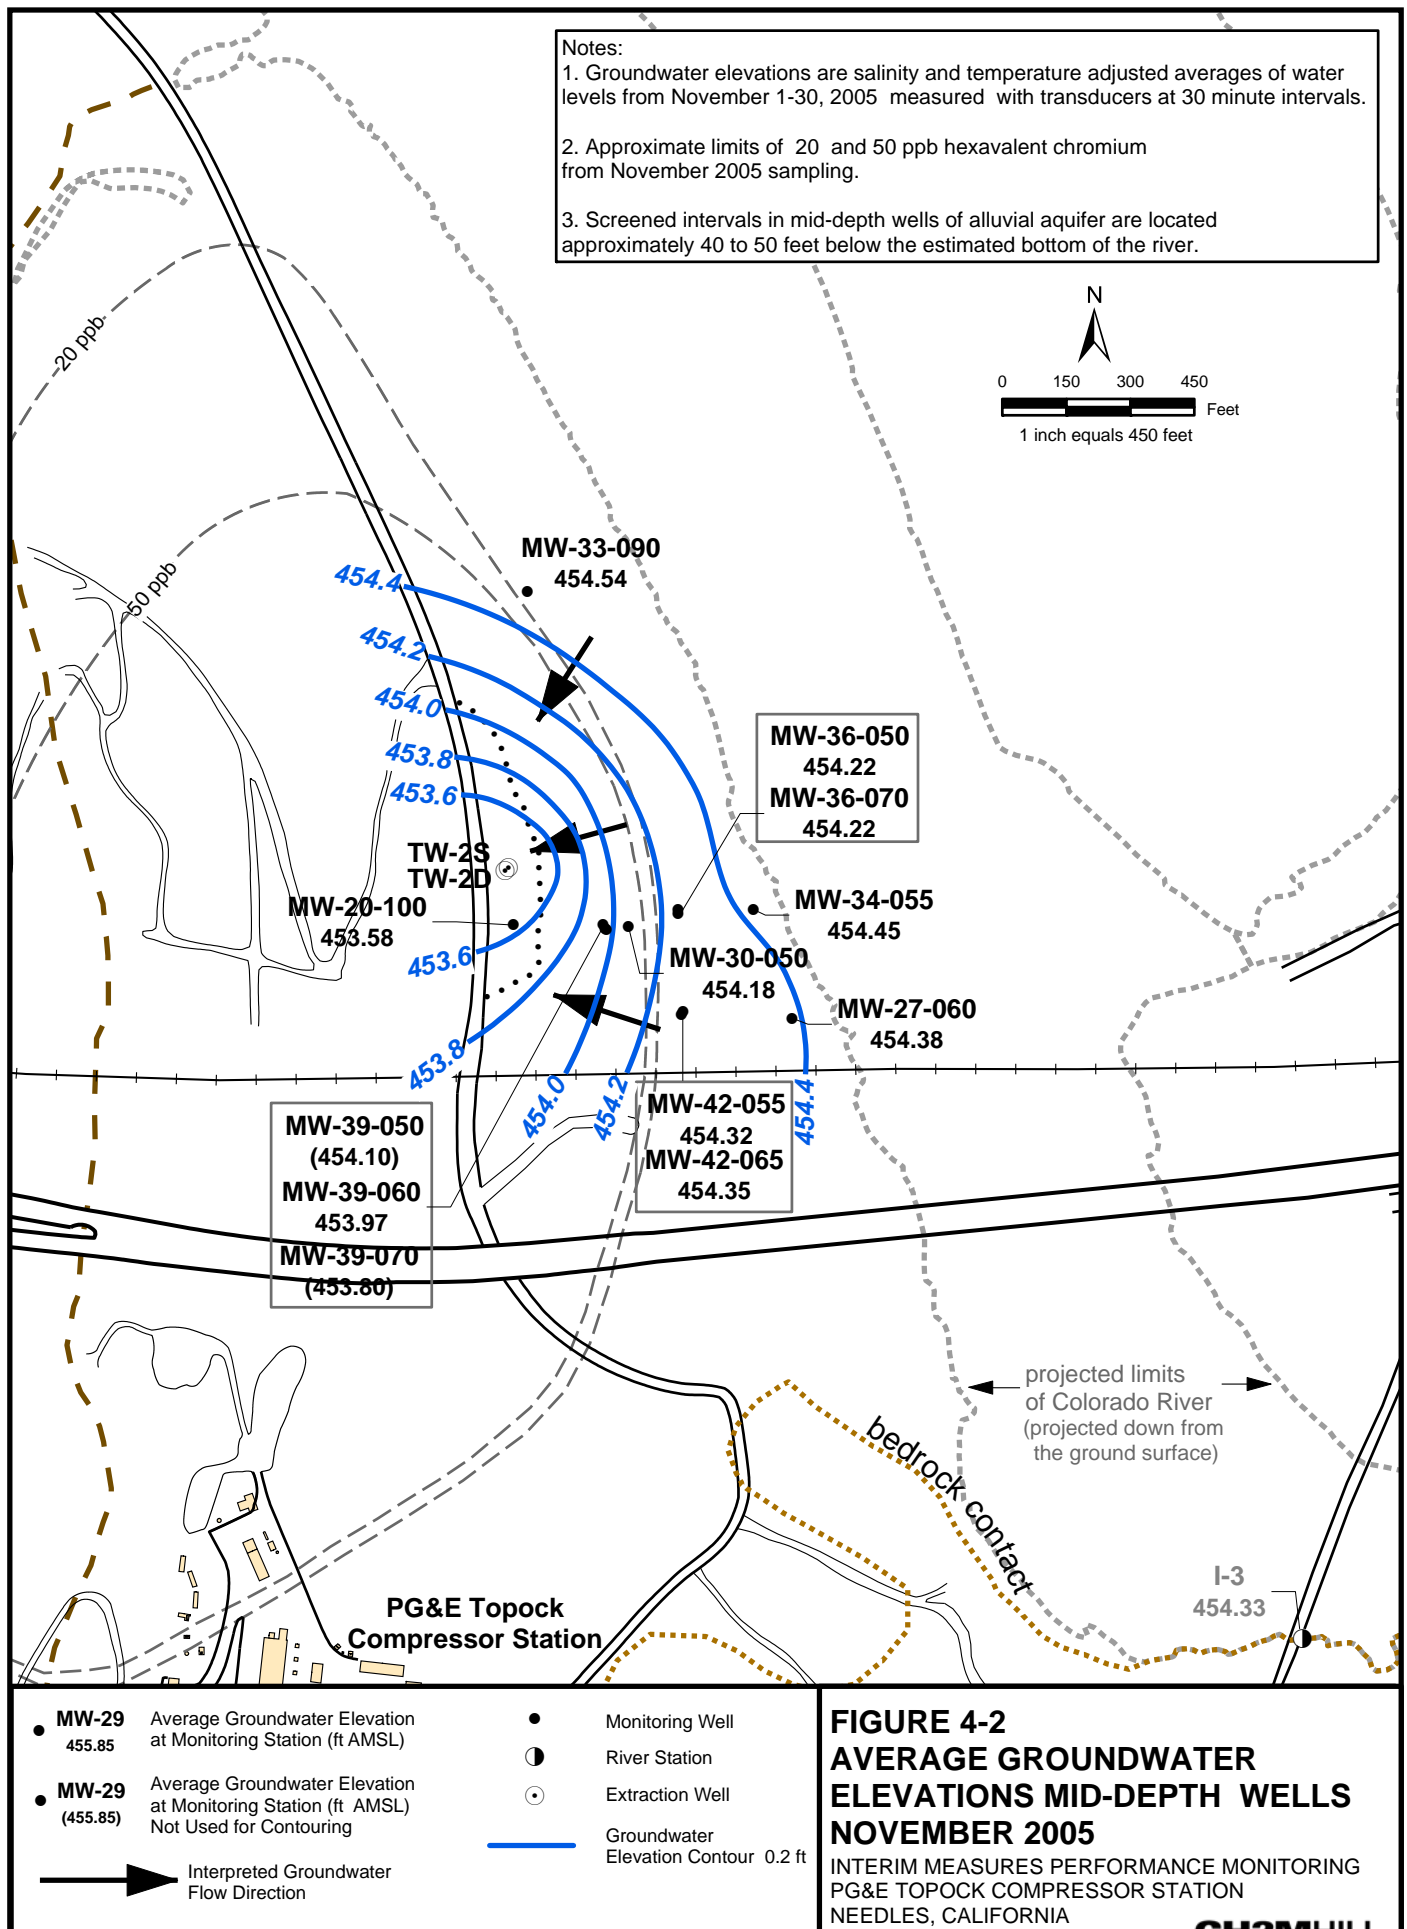 Notes:
1. Groundwater elevations are salinity and temperature adjusted averages of water
levels from November 1-30, 2005 measured with transducers at 30 minute intervals.
2. Approximate limits of 20 and 50 ppb hexavalent chromium
from November 2005 sampling.
3. Screened intervals in mid-depth wells of alluvial aquifer are located
approximately 40 to 50 feet below the estimated bottom of the river.
N
0 150 300 450
Feet
1 inch equals 450 feet
20 ppb
50 ppb
MW-33-090
454.54
454.4
454.2
454.0
453.8
453.6
MW-36-050
454.22
MW-36-070
454.22
TW-2S
TW-2D
MW-20-100
453.58
MW-34-055
454.45
453.6
MW-30-050
454.18
MW-27-060
454.38
453.8
454.0
454.2
454.4
MW-42-055
454.32
MW-42-065
454.35
MW-39-050
(454.10)
MW-39-060
453.97
MW-39-070
(453.80)
projected limits
of Colorado River
(projected down from
the ground surface)
bedrock contact
I-3
454.33
PG&E Topock
Compressor Station
MW-29
455.85
Average Groundwater Elevation
at Monitoring Station (ft AMSL)
MW-29
(455.85)
Average Groundwater Elevation
at Monitoring Station (ft AMSL)
Not Used for Contouring
Interpreted Groundwater
Flow Direction
Monitoring Well
River Station
Extraction Well
Groundwater
Elevation Contour 0.2 ft
FIGURE 4-2
AVERAGE GROUNDWATER
ELEVATIONS MID-DEPTH WELLS
NOVEMBER 2005
INTERIM MEASURES PERFORMANCE MONITORING
PG&E TOPOCK COMPRESSOR STATION
NEEDLES, CALIFORNIA